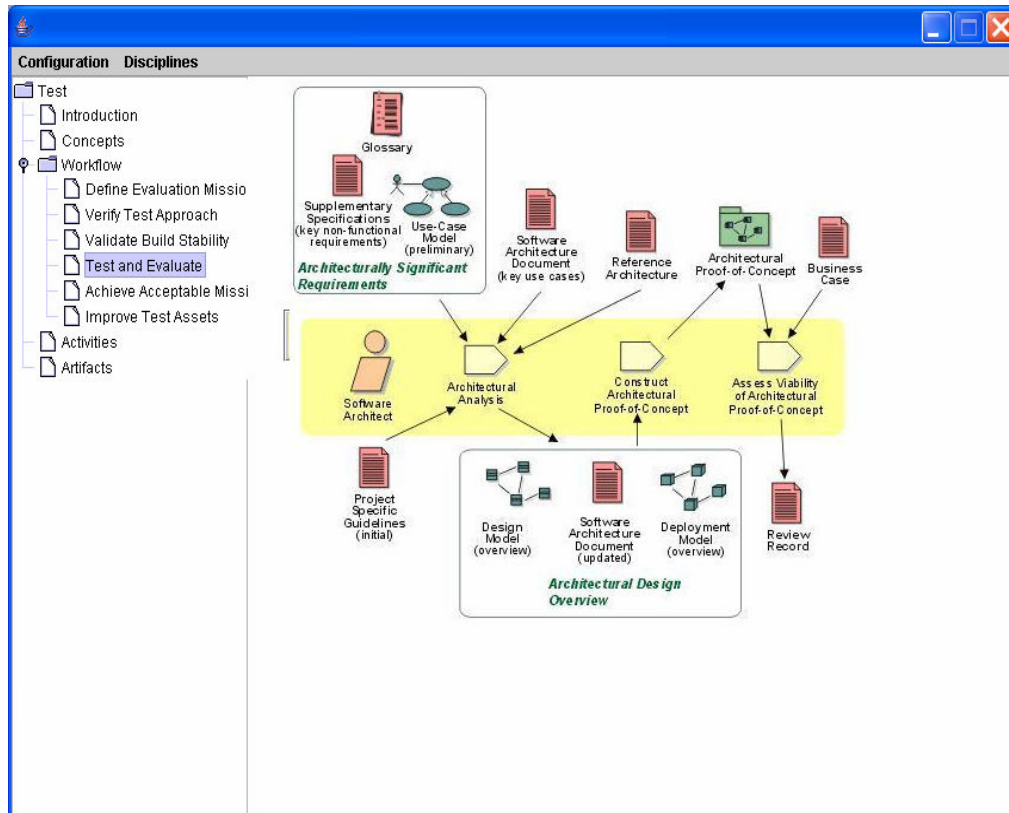 Configuration Disciplines
Test
Introduction
Concepts
Workflow
Define Evaluation Missio
Verify Test Approach
Validate Build Stability
Test and Evaluate
Achieve Acceptable Missi
Improve Test Assets
Activities
Artifacts
Glossary
Supplementary
Specifications
(key non-functional
requirements)
Use-Case
Model
(preliminary)
Architecturally Significant
Requirements
Software
Architecture
Document
(key use cases)
Reference
Architecture
Architectural
Proof-of-Concept
Business
Case
Software
Architect
Architectural
Analysis
Construct
Architectural
Proof-of-Concept
Assess Viability
of Architectural
Proof-of-Concept
Project
Specific
Guidelines
(initial)
Design
Model
(overview)
Software
Architecture
Document
(updated)
Deployment
Model
(overview)
Architectural Design
Overview
Review
Record